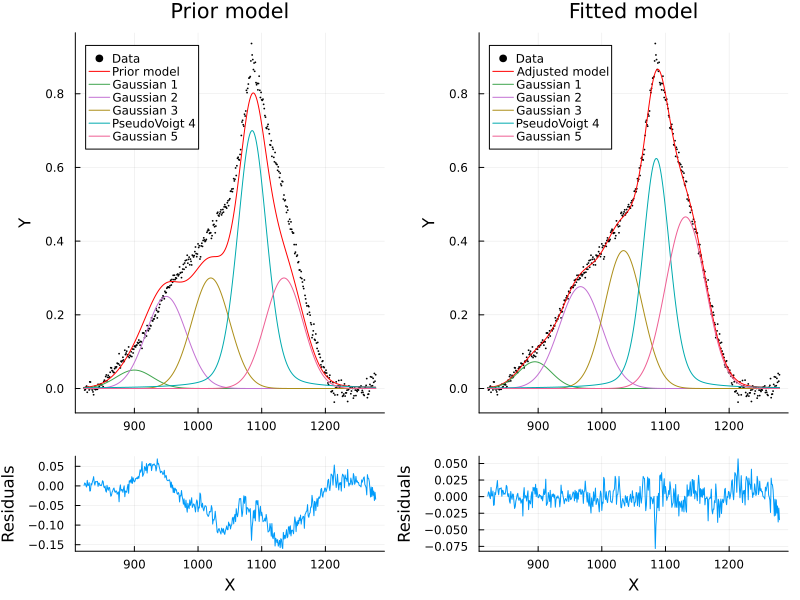 Prior model
Data
Prior model
Gaussian 1
Gaussian 2
Gaussian 3
PseudoVoigt 4
Gaussian 5
Y
0.8
0.6
0.4
0.2
0.0
900
1000
1100
1200
Residuals
0.05
0.00
−0.05
−0.10
−0.15
900
1000
1100
1200
X
Fitted model
Data
Adjusted model
Gaussian 1
Gaussian 2
Gaussian 3
PseudoVoigt 4
Gaussian 5
Y
0.8
0.6
0.4
0.2
0.0
900
1000
1100
1200
Residuals
0.050
0.025
0.000
−0.025
−0.050
−0.075
900
1000
1100
1200
X